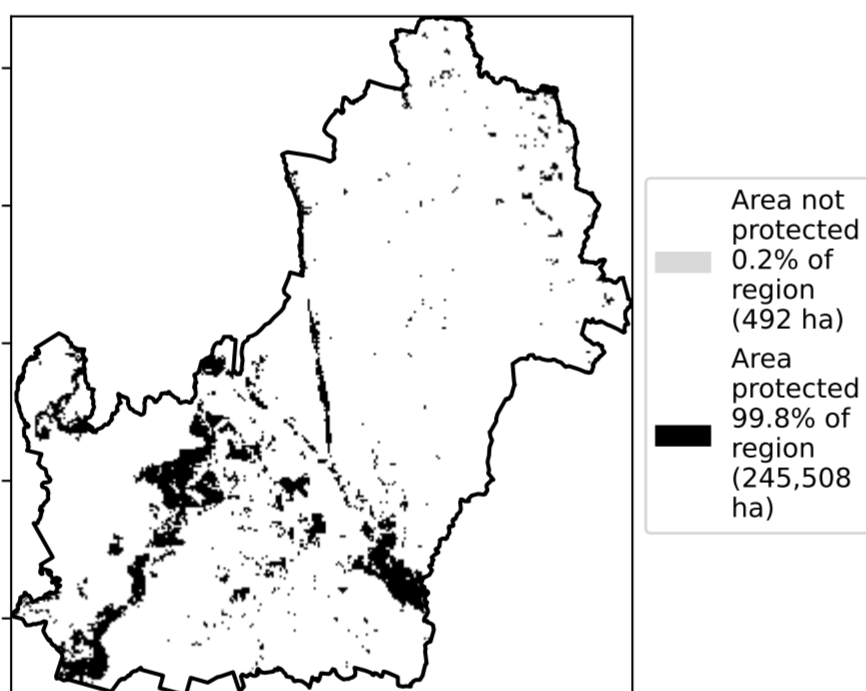 Area not
protected
0.2% of
region
(492 ha)
Area
protected
99.8% of
region
(245,508
ha)